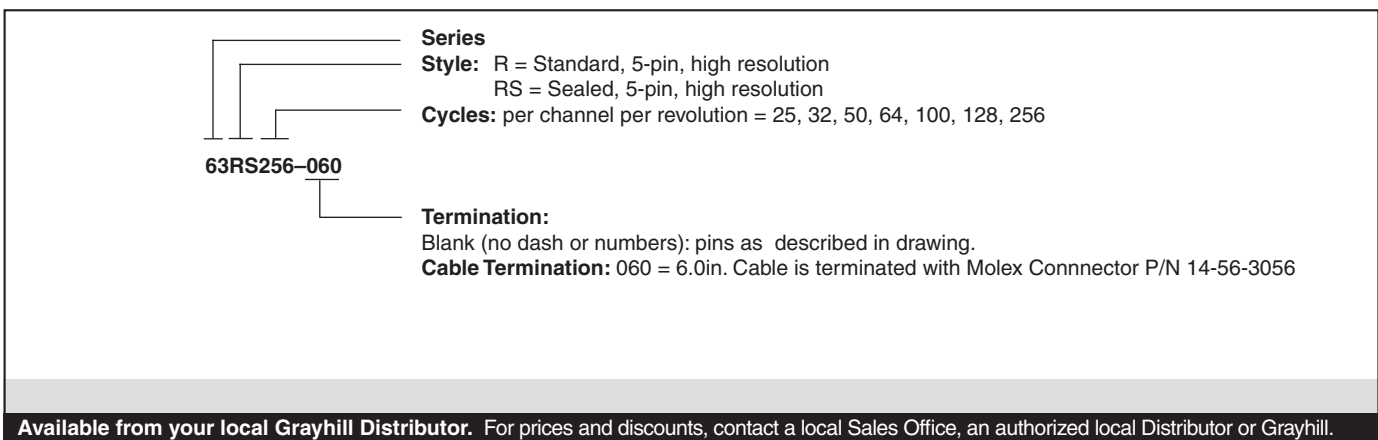 Series
Style: R = Standard, 5-pin, high resolution
RS = Sealed, 5-pin, high resolution
Cycles: per channel per revolution = 25, 32, 50, 64, 100, 128, 256
63RS256–060
Termination:
Blank (no dash or numbers): pins as described in drawing.
Cable Termination: 060 = 6.0in. Cable is terminated with Molex Connnector P/N 14-56-3056
Available from your local Grayhill Distributor. For prices and discounts, contact a local Sales Office, an authorized local Distributor or Grayhill.